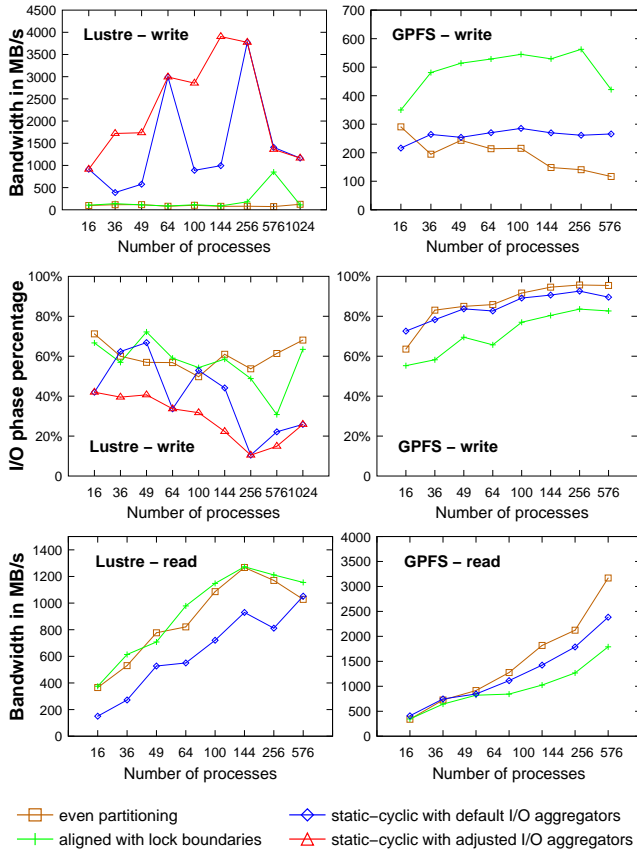 Bandwidth in MB/s
4500
4000
3500
3000
2500
2000
1500
1000
500
0
Lustre – write
16 36 49 64 100 144 256 576 1024
Number of processes
700
600
500
400
300
200
100
0
GPFS – write
16 36 49 64 100 144 256 576
Number of processes
I/O phase percentage
100%
80%
60%
40%
20%
0
Lustre – write
16 36 49 64 100 144 256 576 1024
Number of processes
100%
80%
60%
40%
20%
0
GPFS – write
16 36 49 64 100 144 256 576
Number of processes
Bandwidth in MB/s
1400
1200
1000
800
600
400
200
0
Lustre – read
16 36 49 64 100 144 256 576
Number of processes
4000
3500
3000
2500
2000
1500
1000
500
0
GPFS – read
16 36 49 64 100 144 256 576
Number of processes
even partitioning
static–cyclic with default I/O aggregators
aligned with lock boundaries
static–cyclic with adjusted I/O aggregators